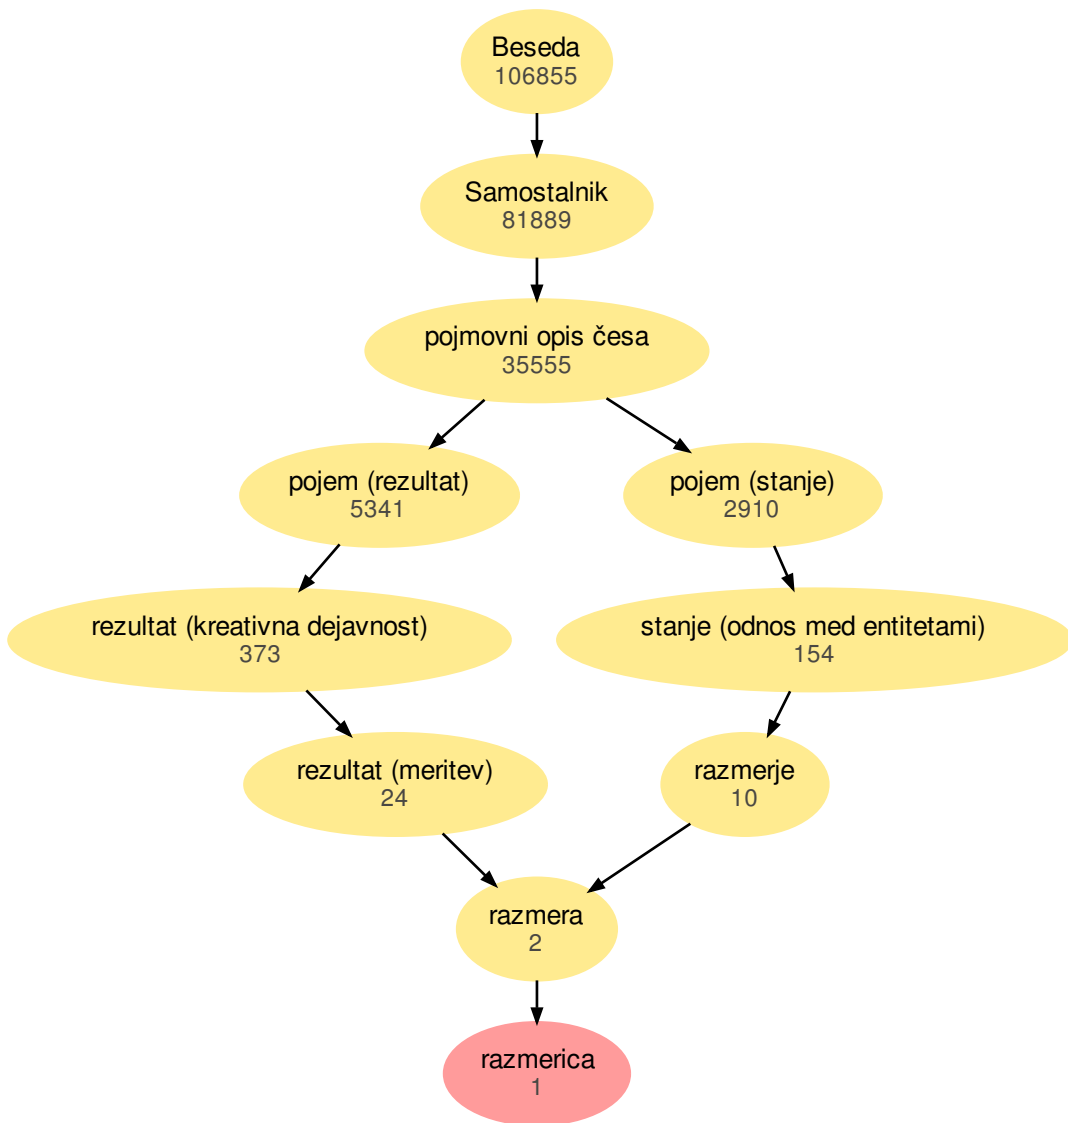 Beseda
106855
Samostalnik
81889
pojmovni opis česa
35555
pojem (rezultat)
5341
pojem (stanje)
2910
rezultat (kreativna dejavnost)
373
stanje (odnos med entitetami)
154
rezultat (meritev)
24
razmerje
10
razmera
2
razmerica
1